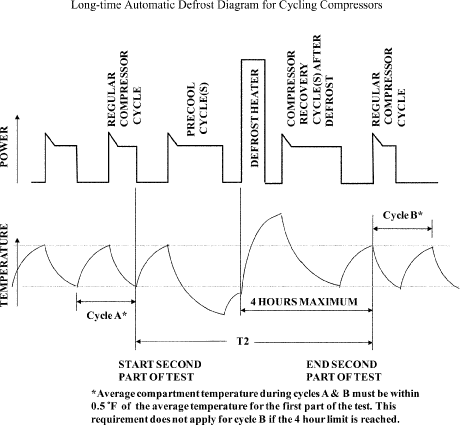 Long-time Automatic Defrost Diagram for Cycling Compressors
POWER
REGULAR
COMPRESSOR
CYCLE
PRECOOL
CYCLE(S)
DEFROST HEATER
COMPRESSOR
RECOVERY
CYCLE(S) AFTER
DEFROST
REGULAR
COMPRESSOR
CYCLE
TEMPERATURE
Cycle A*
Cycle B*
4 HOURS MAXIMUM
T2
START SECOND
PART OF TEST
END SECOND
PART OF TEST
*Average compartment temperature during cycles A & B must be within
0.5 °F of the average temperature for the first part of the test. This
requirement does not apply for cycle B if the 4 hour limit is reached.